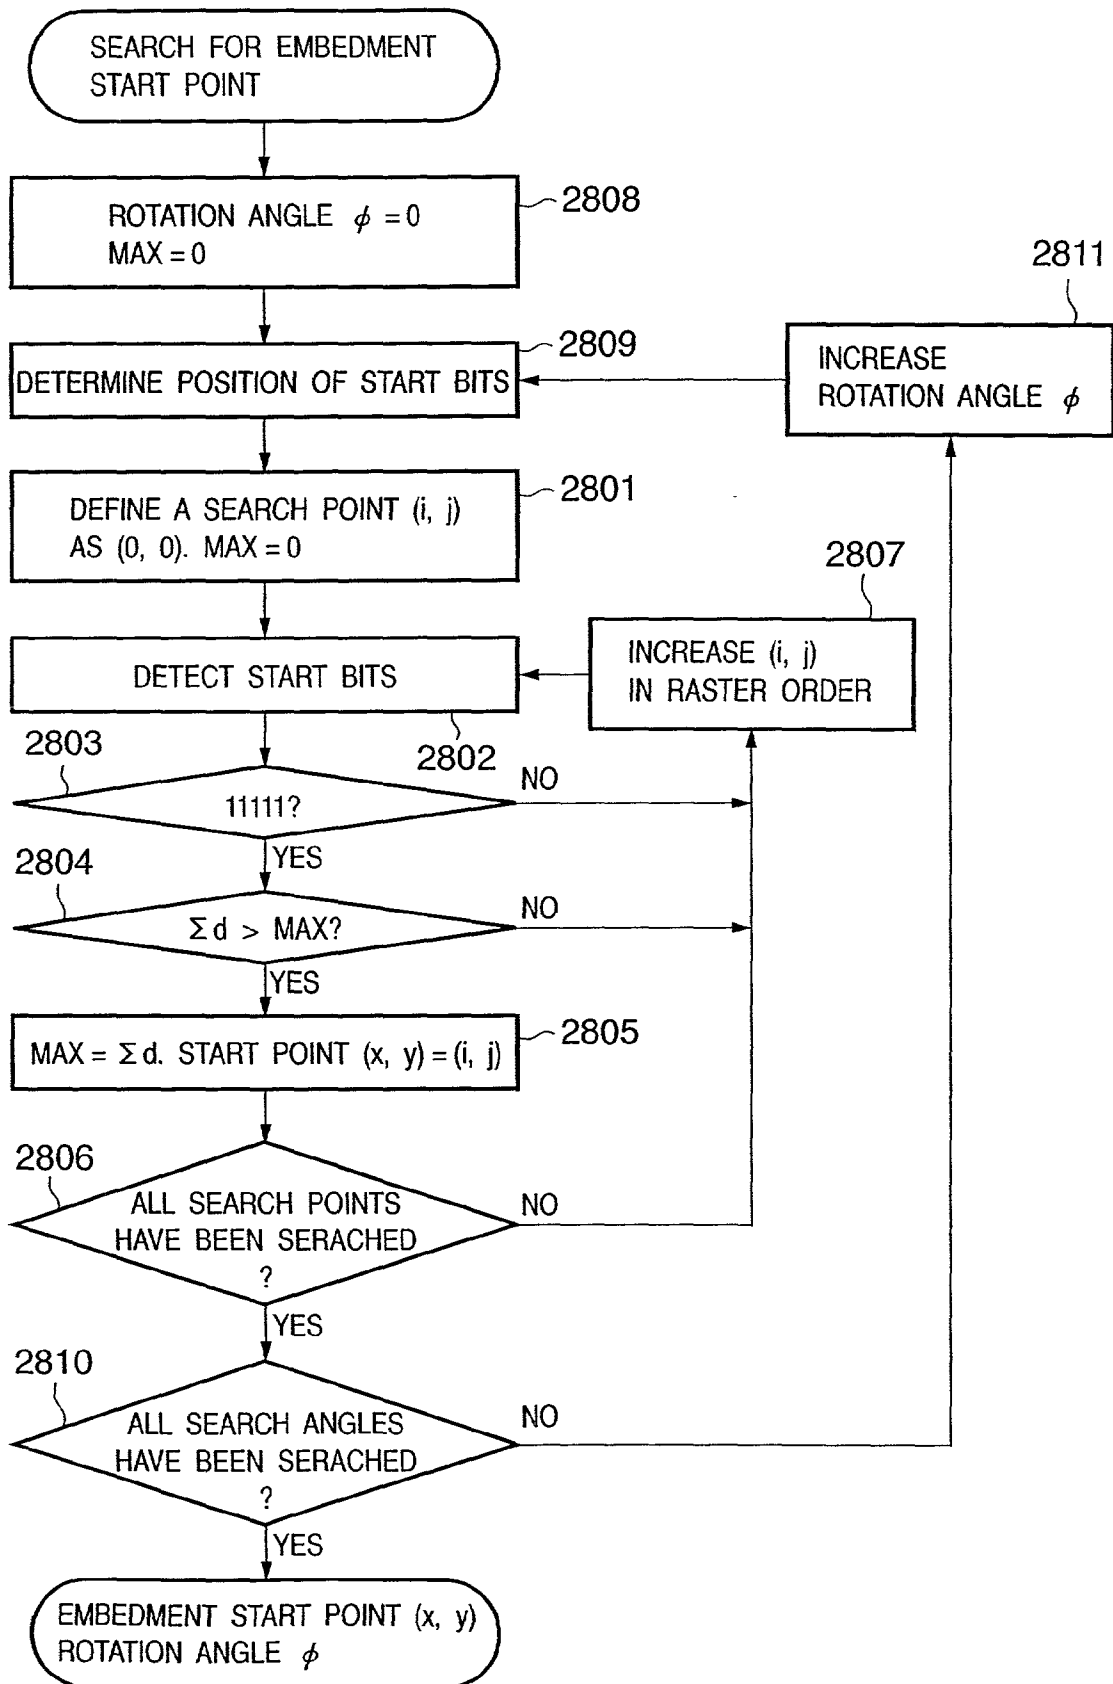 SEARCH FOR EMBEDMENT
START POINT
ROTATION ANGLE ϕ = 0
MAX = 0
2808
2811
DETERMINE POSITION OF START BITS
2809
INCREASE
ROTATION ANGLE ϕ
DEFINE A SEARCH POINT (i, j)
AS (0, 0). MAX = 0
2801
2807
DETECT START BITS
2802
INCREASE (i, j)
IN RASTER ORDER
2803
11111?
NO
YES
2804
Σd > MAX?
NO
YES
MAX = Σd. START POINT (x, y) = (i, j)
2805
2806
ALL SEARCH POINTS
HAVE BEEN SERACHED
?
NO
YES
2810
ALL SEARCH ANGLES
HAVE BEEN SERACHED
?
NO
YES
EMBEDMENT START POINT (x, y)
ROTATION ANGLE ϕ